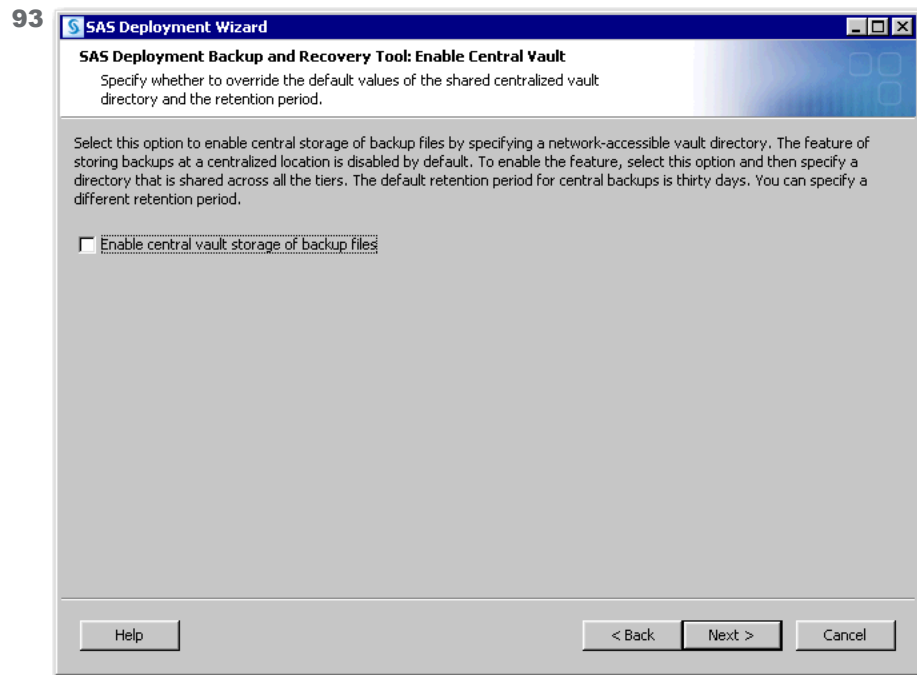 93
SAS Deployment Wizard
SAS Deployment Backup and Recovery Tool: Enable Central Vault
Specify whether to override the default values of the shared centralized vault
directory and the retention period.
Select this option to enable central storage of backup files by specifying a network-accessible vault directory. The feature of
storing backups at a centralized location is disabled by default. To enable the feature, select this option and then specify a
directory that is shared across all the tiers. The default retention period for central backups is thirty days. You can specify a
different retention period.
Enable central vault storage of backup files
Help
< Back
Next >
Cancel